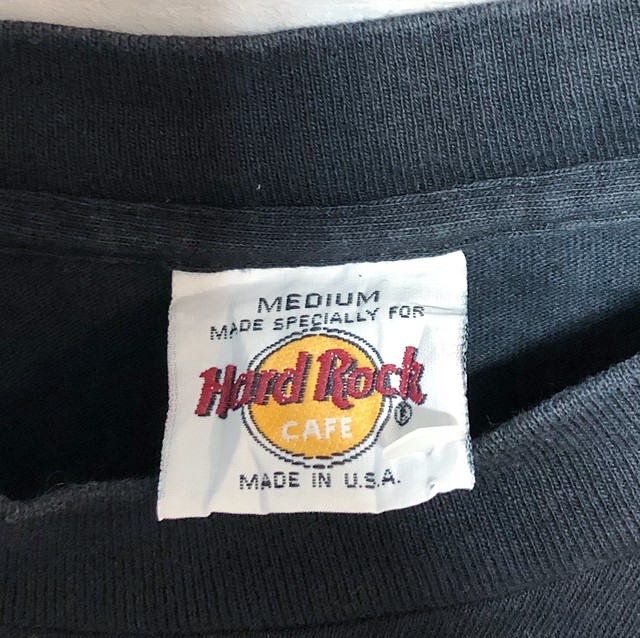 MEDIUM
MADE SPECIALLY FOR
Hard Rock
®
CAFE
MADE IN U.S.A.